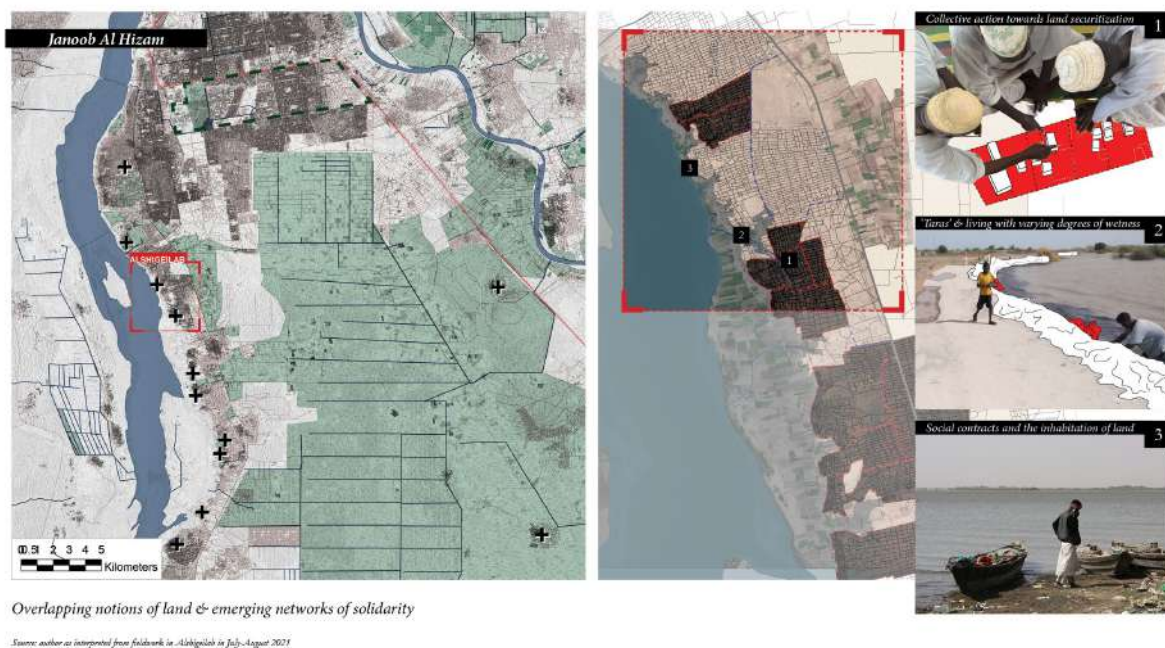 Janoob Al Hizam
ALSHIGEILAB
0 0.5 1 2 3 4 5
Kilometers
3
2
1
Collective action towards land securitization
1
'Taras' & living with varying degrees of wetness
2
Social contracts and the inhabitation of land
3
Overlapping notions of land & emerging networks of solidarity
Source: author as interpreted from fieldwork in Alshigeilab in July-August 2021